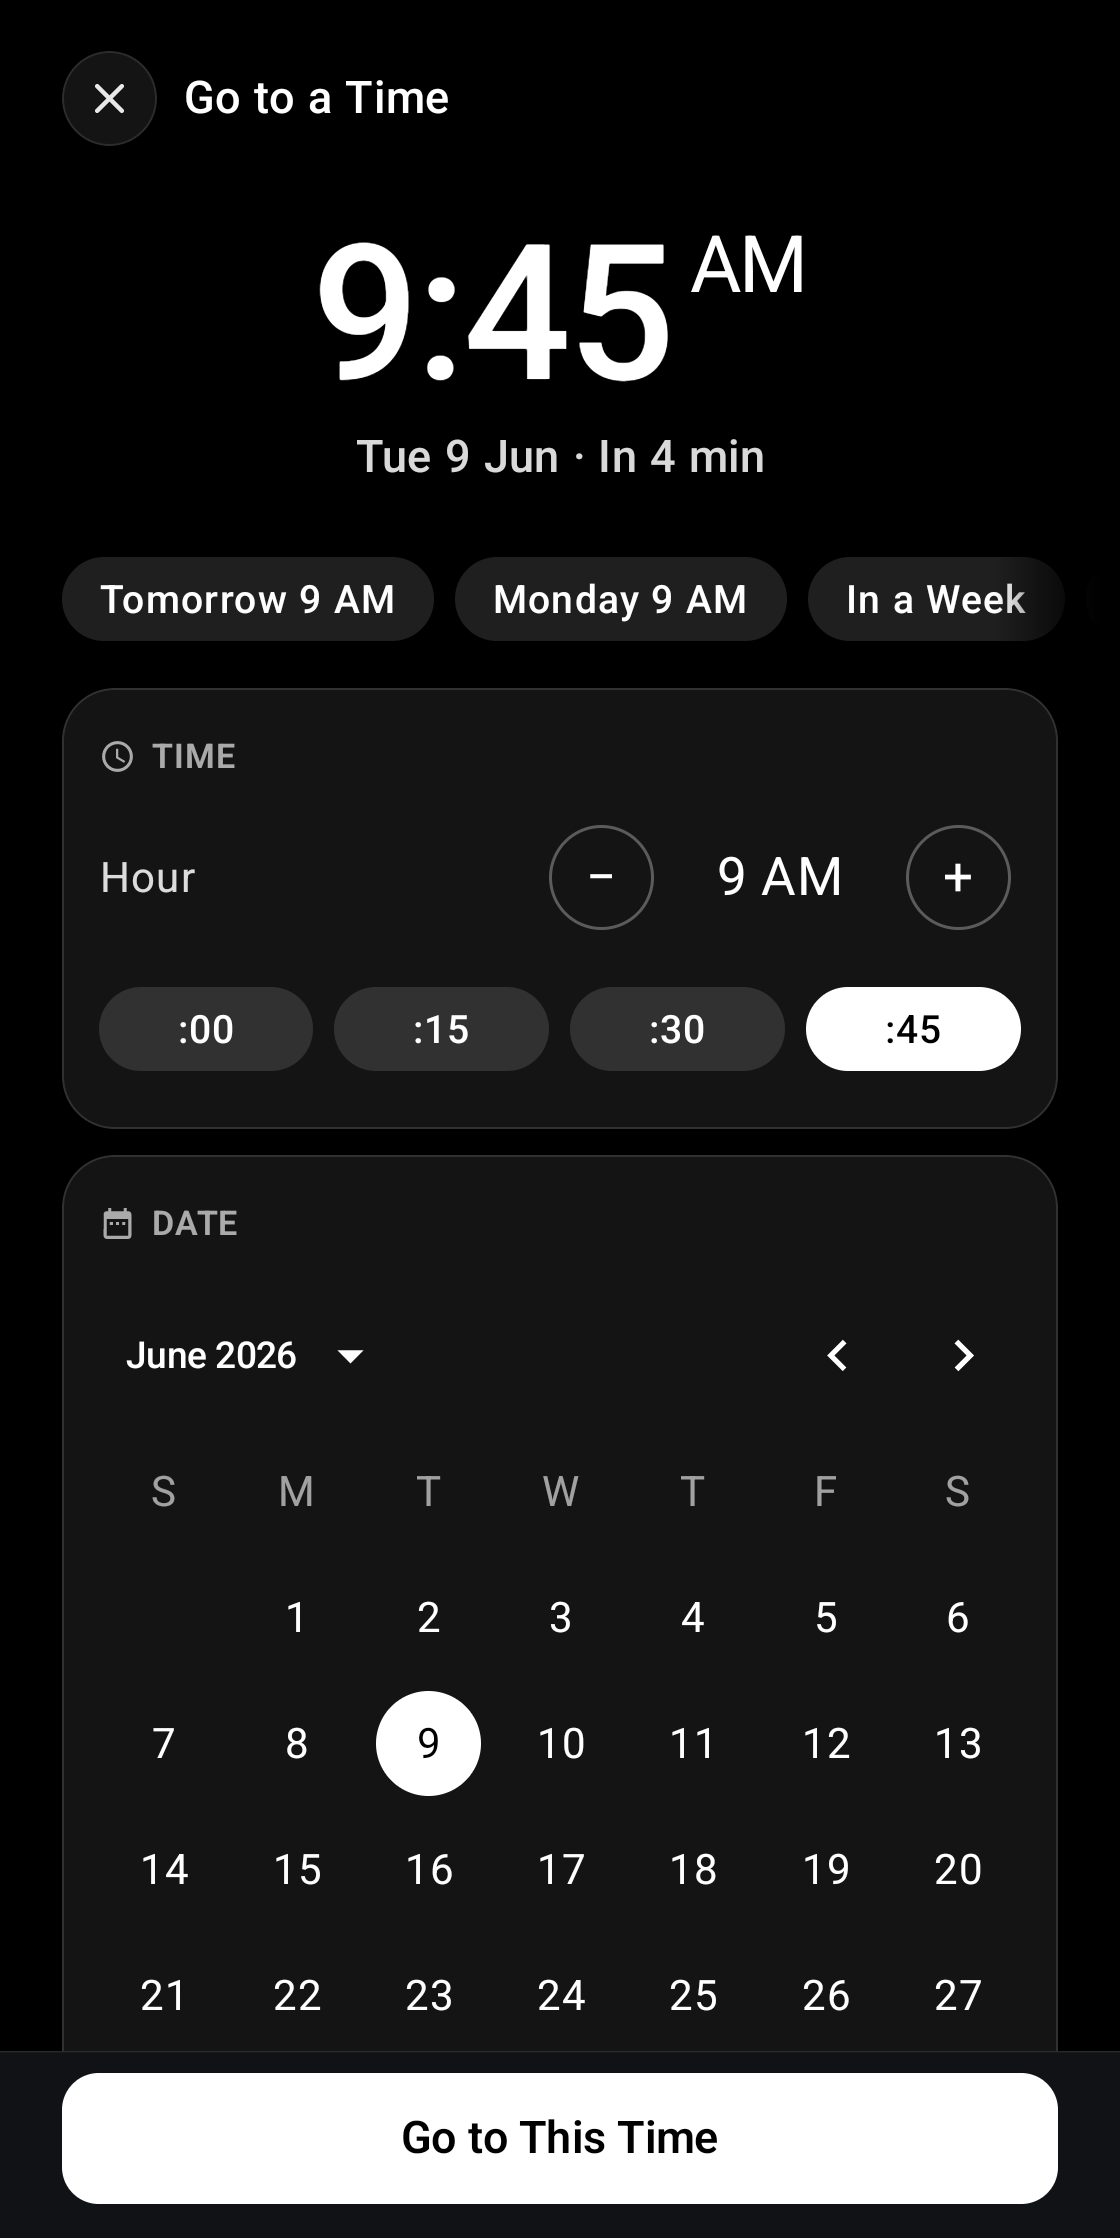 Go to a Time
9:45 AM
Tue 9 Jun · In 4 min
Tomorrow 9 AM
Monday 9 AM
In a Week
TIME
Hour
− 9 AM +
:00 :15 :30 :45
DATE
June 2026
S M T W T F S
1 2 3 4 5 6
7 8 9 10 11 12 13
14 15 16 17 18 19 20
21 22 23 24 25 26 27
Go to This Time